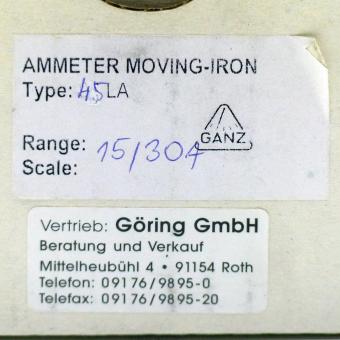 AMMETER MOVING-IRON
Type: 45LA
GANZ
Range: 15/30A
Scale:
Vertrieb: Göring GmbH
Beratung und Verkauf
Mittelheubühl 4 • 91154 Roth
Telefon: 09176/9895-0
Telefax: 09176/9895-20